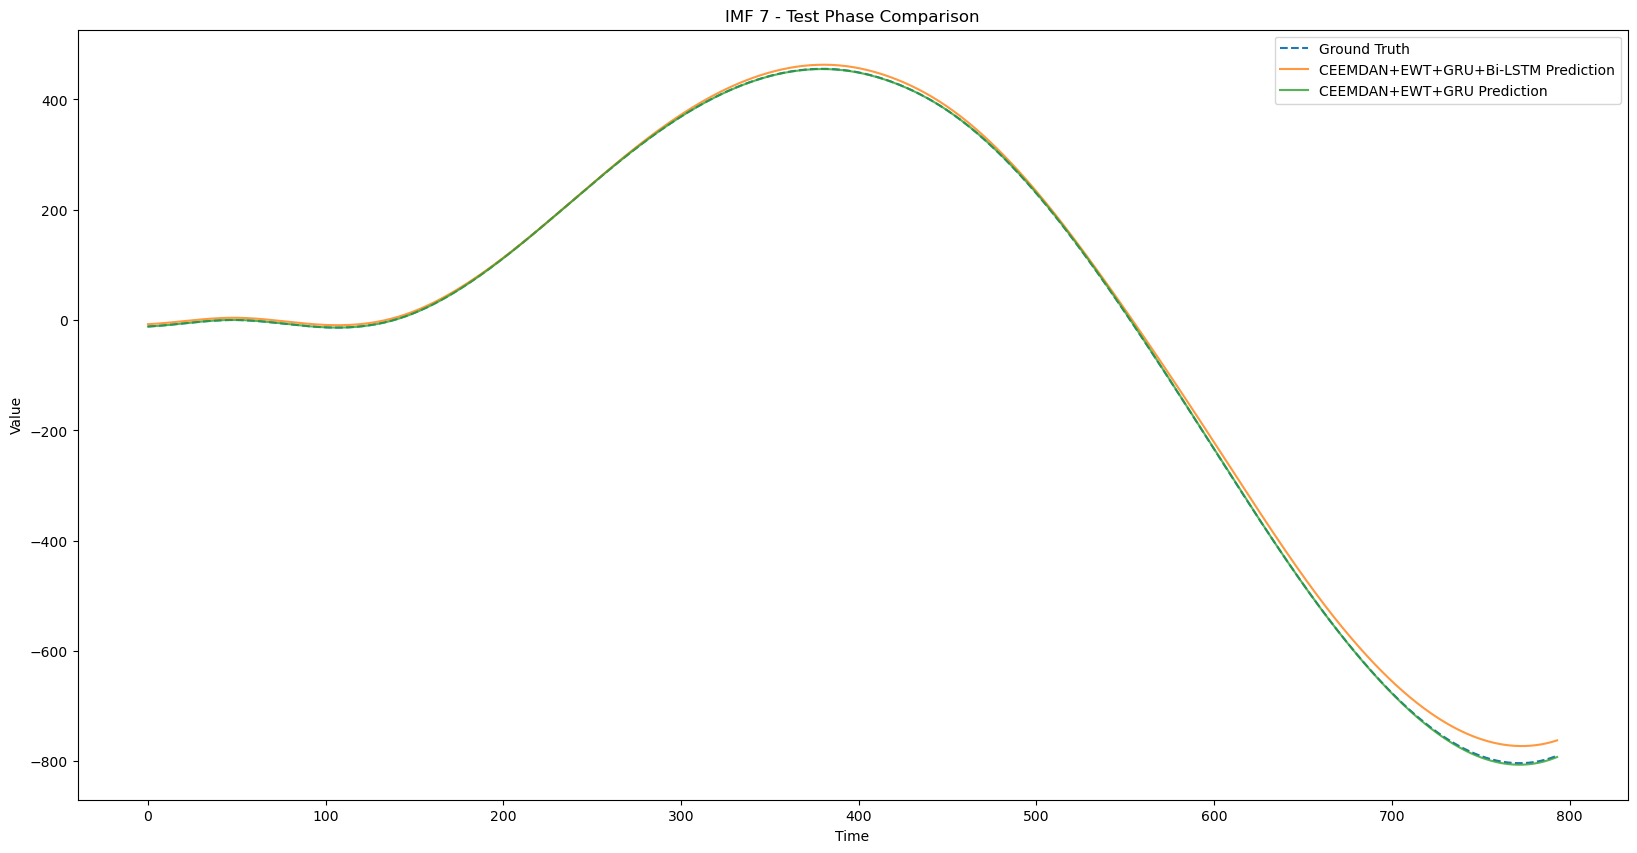 IMF 7 - Test Phase Comparison
Ground Truth
CEEMDAN+EWT+GRU+Bi-LSTM Prediction
CEEMDAN+EWT+GRU Prediction
400
200
0
−200
−400
−600
−800
Value
0 100 200 300 400 500 600 700 800
Time